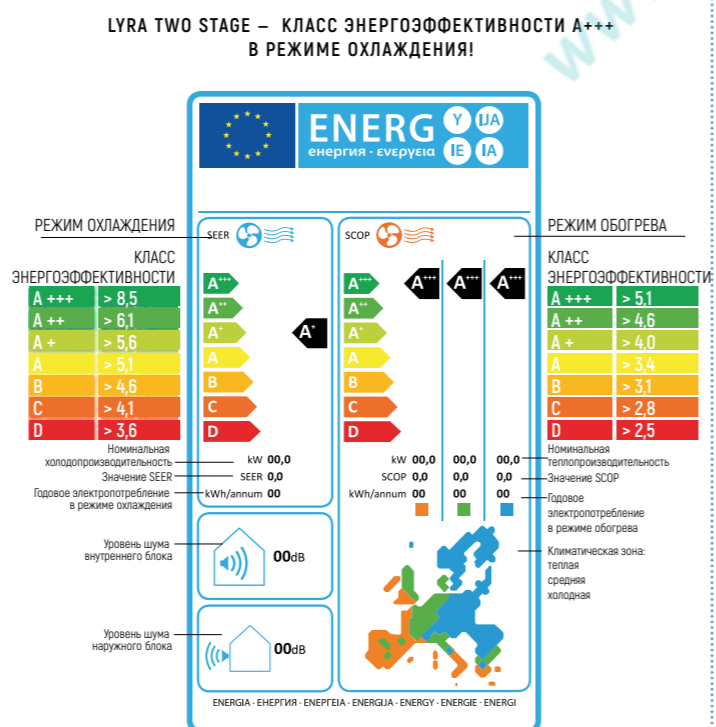 LYRA TWO STAGE – КЛАСС ЭНЕРГОЭФФЕКТИВНОСТИ A+++
В РЕЖИМЕ ОХЛАЖДЕНИЯ!
www.
ENERG
Y IJA
IE IA
енергия · ενεργεια
РЕЖИМ ОХЛАЖДЕНИЯ
КЛАСС
ЭНЕРГОЭФФЕКТИВНОСТИ
A +++ > 8,5
A ++ > 6,1
A + > 5,6
A > 5,1
B > 4,6
C > 4,1
D > 3,6
SEER
A+++
A++
A+
A
B
C
D
A+
SCOP
A+++
A++
A+
A
B
C
D
A+++ A+++ A+++
РЕЖИМ ОБОГРЕВА
КЛАСС
ЭНЕРГОЭФФЕКТИВНОСТИ
A +++ > 5,1
A ++ > 4,6
A + > 4,0
A > 3,4
B > 3,1
C > 2,8
D > 2,5
Номинальная
холодопроизводительность
Значение SEER
Годовое электропотребление
в режиме охлаждения
kW 00,0
SEER 0,0
kWh/annum 00
kW 00,0 00,0 00,0
SCOP 0,0 0,0 0,0
kWh/annum 00 00 00
Номинальная
теплопроизводительность
Значение SCOP
Годовое
электропотребление
в режиме обогрева
Уровень шума
внутреннего блока
00dB
Климатическая зона:
теплая
средняя
холодная
Уровень шума
наружного блока
00dB
ENERGIA · ЕНЕРГИЯ · ΕΝΕΡΓΕΙΑ · ENERGIJA · ENERGY · ENERGIE · ENERGI